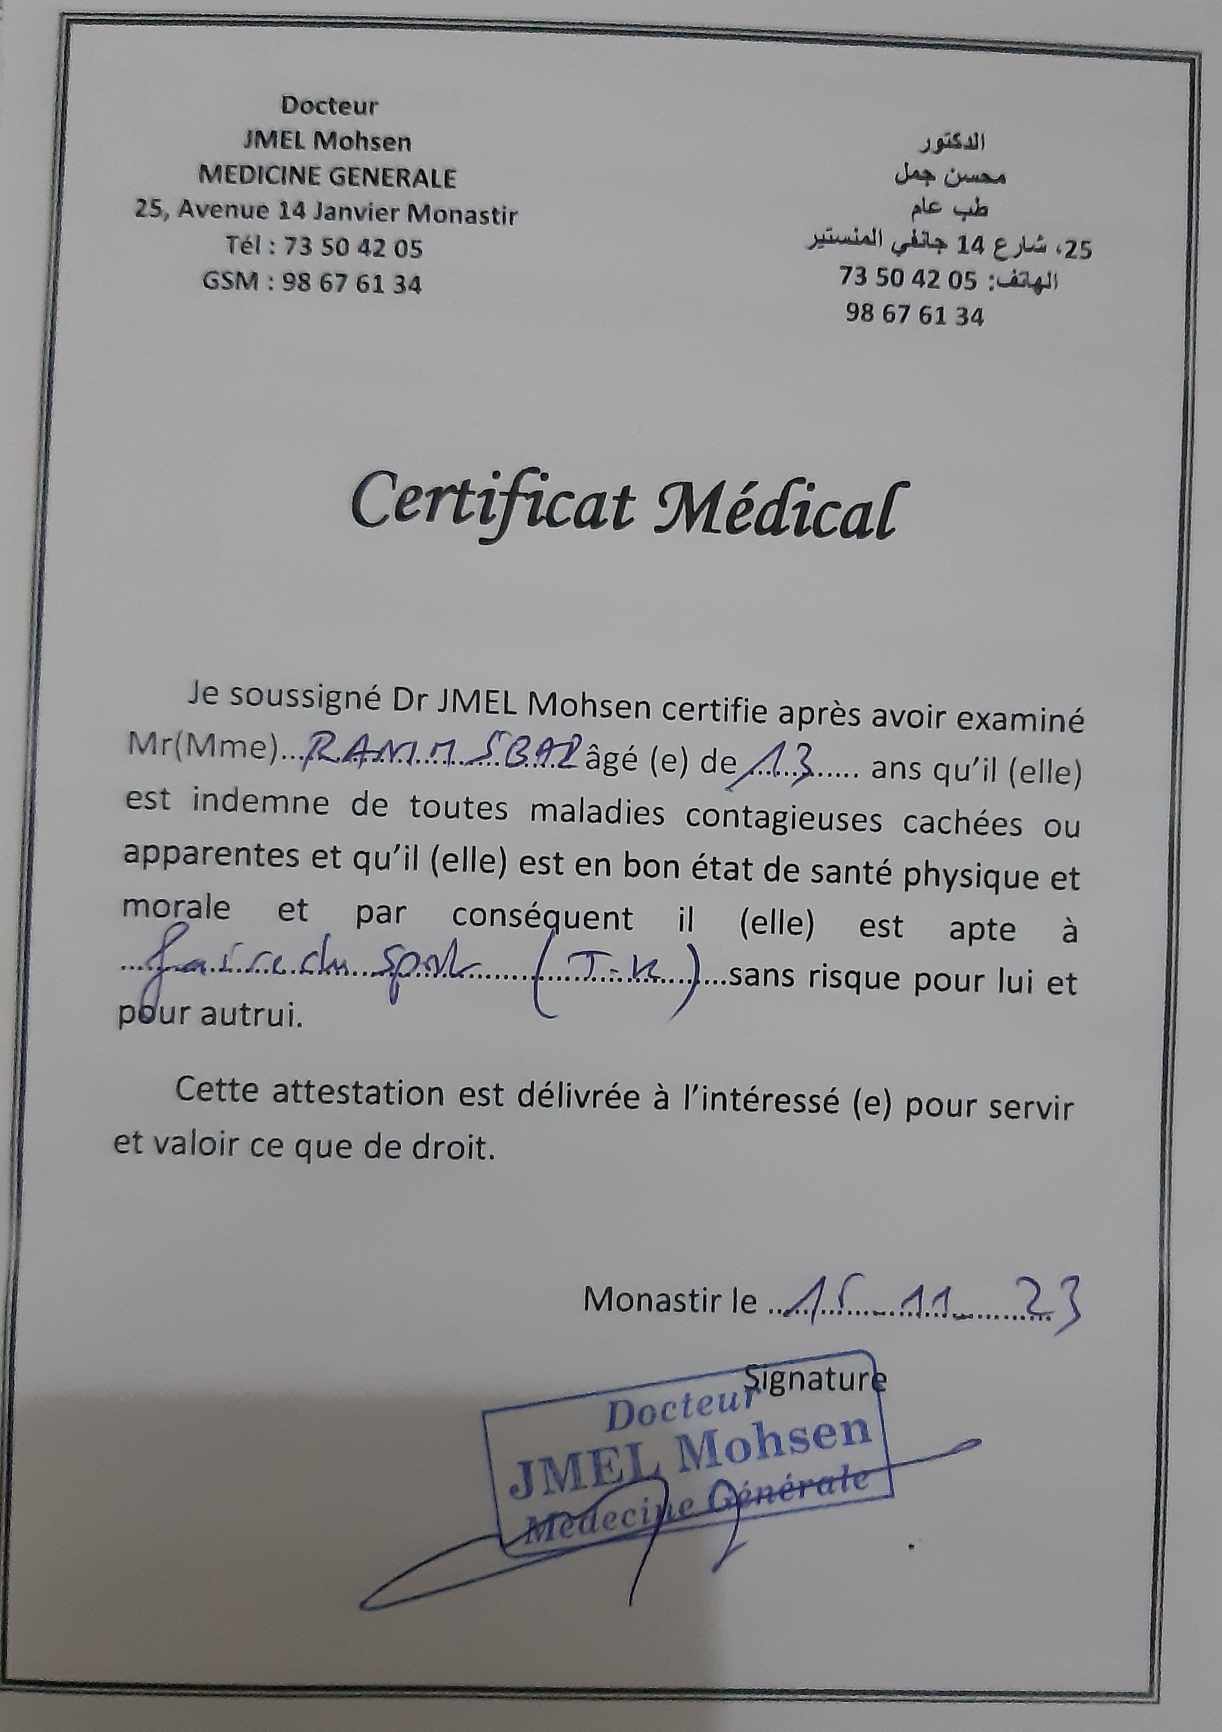 Docteur
JMEL Mohsen
MEDICINE GENERALE
25, Avenue 14 Janvier Monastir
Tél : 73 50 42 05
GSM : 98 67 61 34
الدكتور
محسن جمل
طب عام
25، شارع 14 جانفي المنستير
الهاتف: 05 42 50 73
98 67 61 34
Certificat Médical
Je soussigné Dr JMEL Mohsen certifie après avoir examiné
Mr(Mme)... âgé (e) de 13 ans qu'il (elle)
est indemne de toutes maladies contagieuses cachées ou
apparentes et qu'il (elle) est en bon état de santé physique et
morale et par conséquent il (elle) est apte à
faire du sport sans risque pour lui et
pour autrui.
Cette attestation est délivrée à l'intéressé (e) pour servir
et valoir ce que de droit.
Monastir le 15-11-23
Signature
Docteur
JMEL Mohsen
Médecine Générale